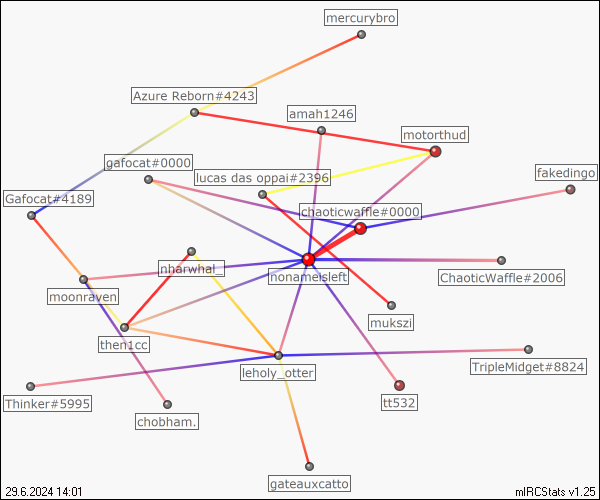 mercurybro
Azure Reborn#4243
amah1246
motorthud
gafocat#0000
lucas das oppai#2396
fakedingo
Gafocat#4189
chaoticwaffle#0000
nharwhal_
nonameisleft
ChaoticWaffle#2006
moonraven
mukszi
then1cc
leholy_otter
TripleMidget#8824
Thinker#5995
chobham.
tt532
gateauxcatto
29.6.2024 14:01
mIRCStats v1.25